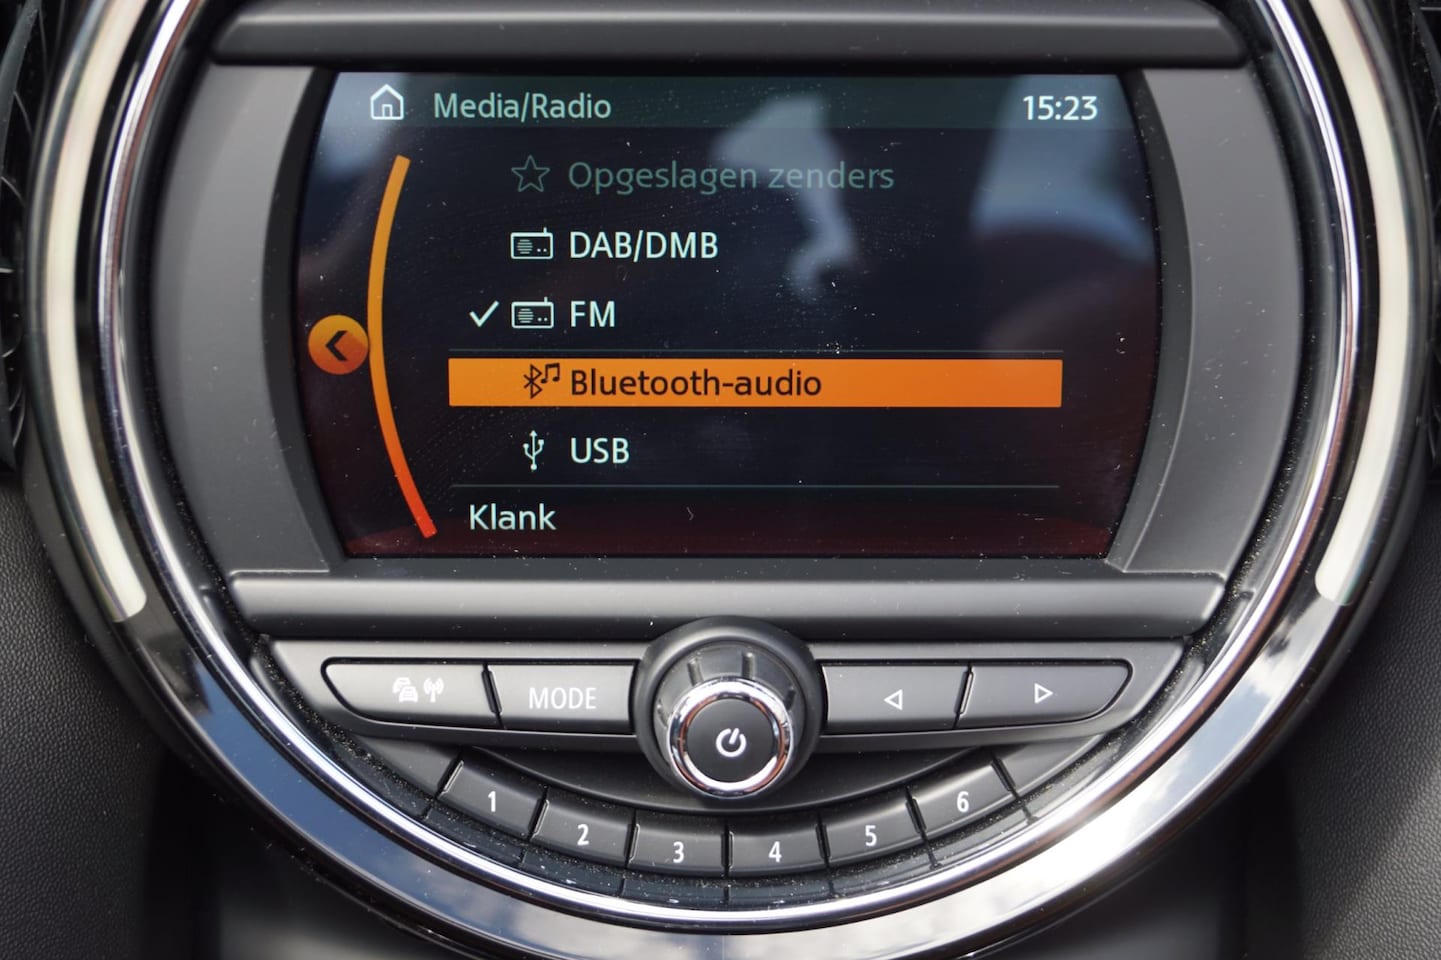 Media/Radio 15:23
Opgeslagen zenders
DAB/DMB
FM
Bluetooth-audio
USB
Klank
MODE
1 2 3 4 5 6